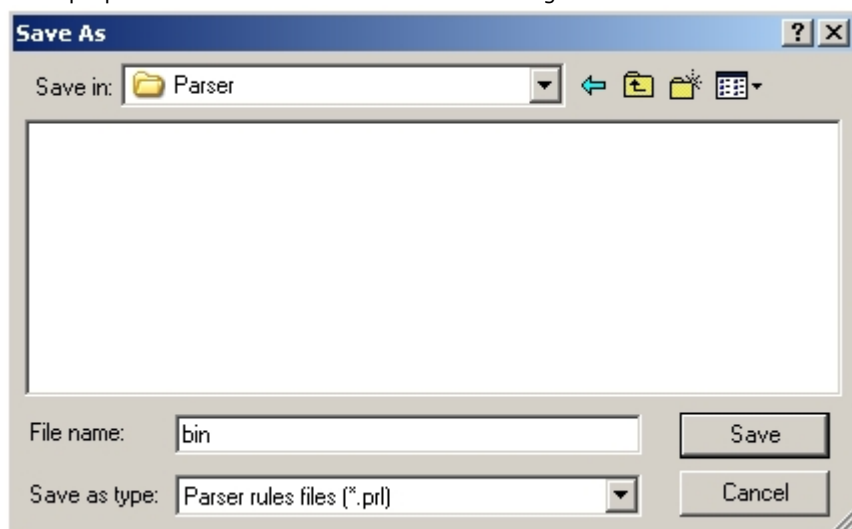 Save As
Save in: Parser
File name: bin
Save
Save as type: Parser rules files (*.prl)
Cancel